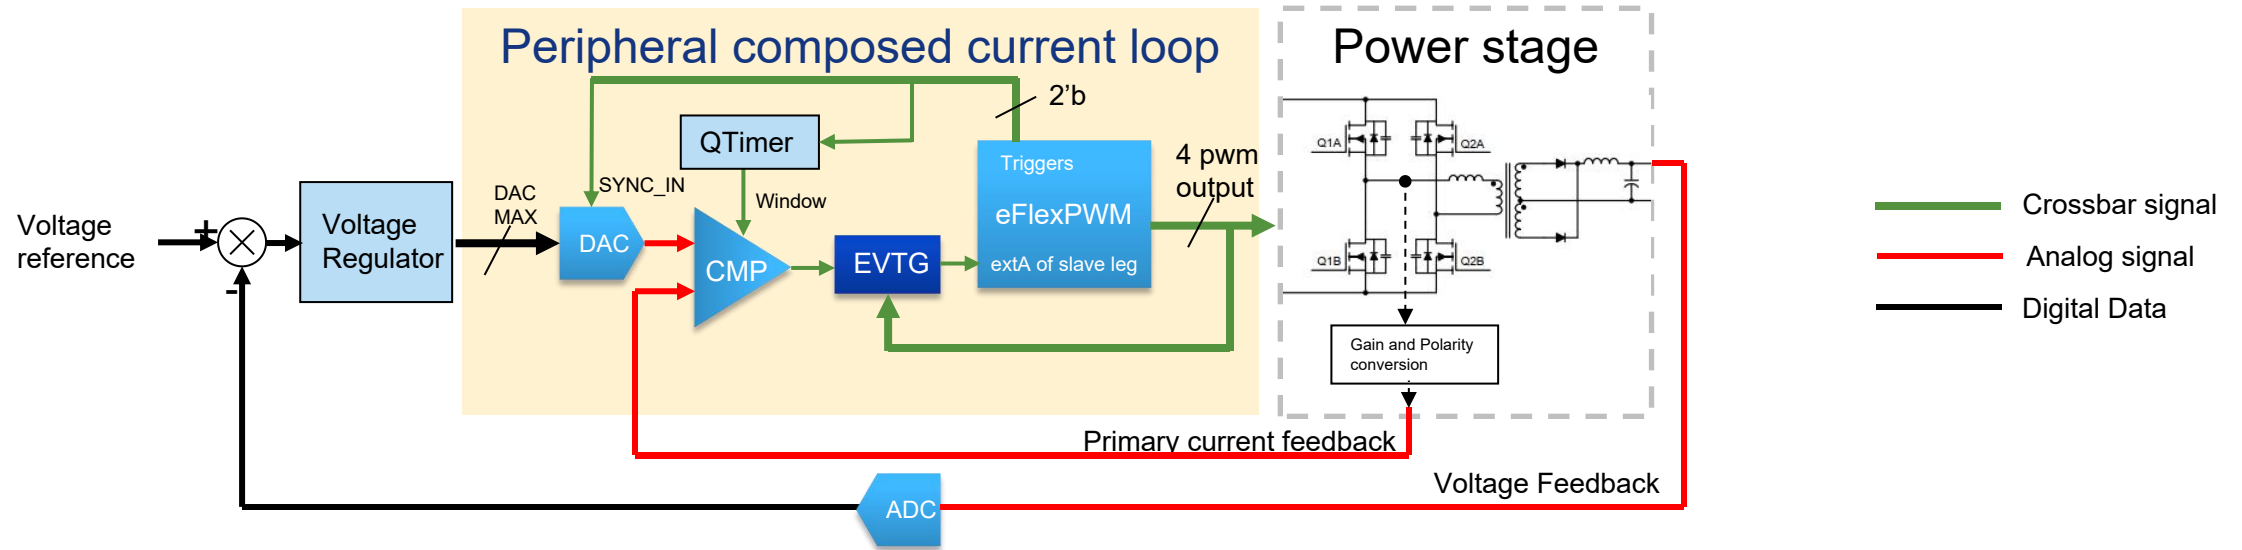 Peripheral composed current loop
Power stage
2'b
QTimer
Triggers
eFlexPWM
extA of slave leg
4 pwm
output
SYNC_IN
Window
DAC
MAX
DAC
CMP
EVTG
Voltage
reference
+
-
Voltage
Regulator
Q1A
Q2A
Q1B
Q2B
Gain and Polarity
conversion
Primary current feedback
Voltage Feedback
ADC
Crossbar signal
Analog signal
Digital Data